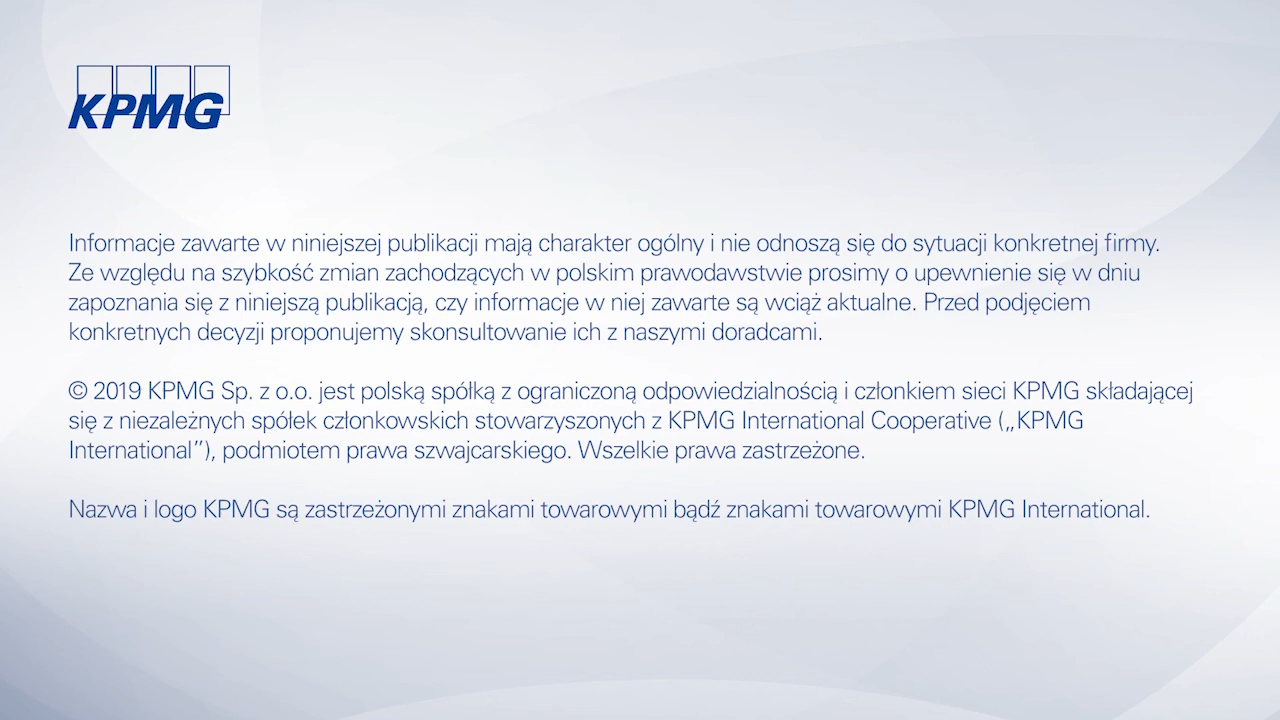 KPMG
Informacje zawarte w niniejszej publikacji mają charakter ogólny i nie odnoszą się do sytuacji konkretnej firmy.
Ze względu na szybkość zmian zachodzących w polskim prawodawstwie prosimy o upewnienie się w dniu
zapoznania się z niniejszą publikacją, czy informacje w niej zawarte są wciąż aktualne. Przed podjęciem
konkretnych decyzji proponujemy skonsultowanie ich z naszymi doradcami.
© 2019 KPMG Sp. z o.o. jest polską spółką z ograniczoną odpowiedzialnością i członkiem sieci KPMG składającej
się z niezależnych spółek członkowskich stowarzyszonych z KPMG International Cooperative („KPMG
International”), podmiotem prawa szwajcarskiego. Wszelkie prawa zastrzeżone.
Nazwa i logo KPMG są zastrzeżonymi znakami towarowymi bądź znakami towarowymi KPMG International.